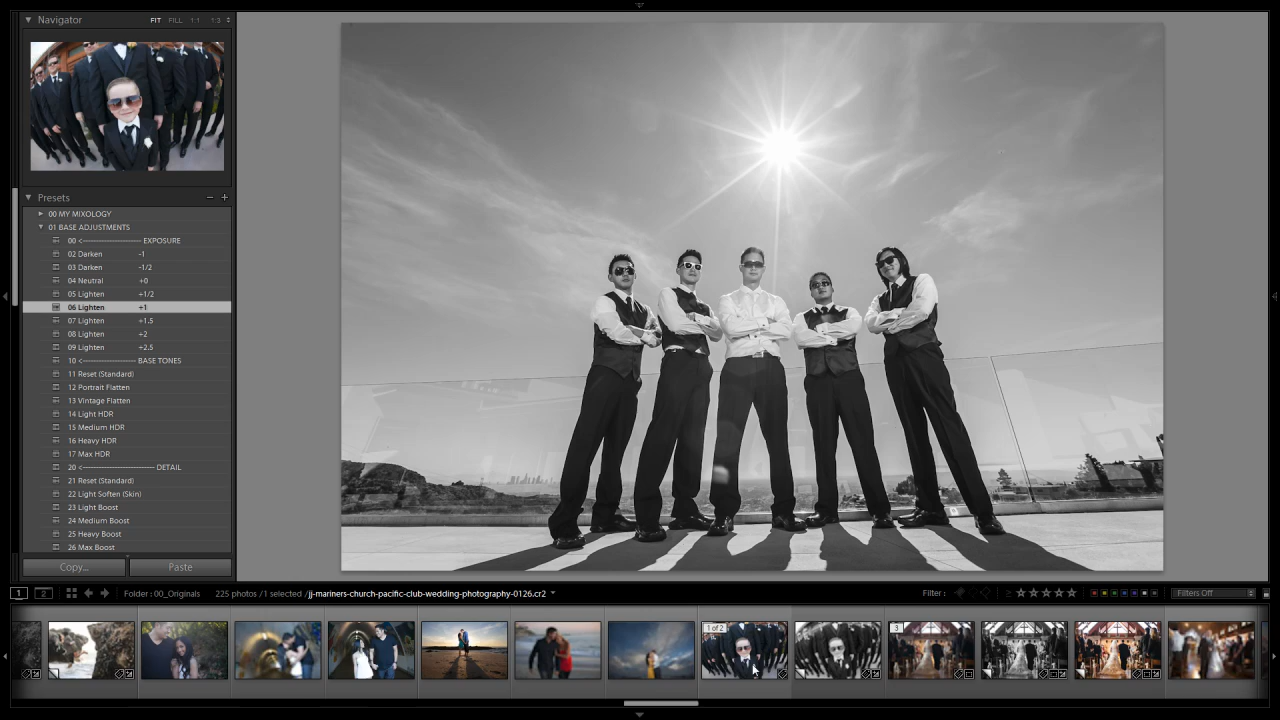 Navigator
FIT FILL 1:1 1:3
Presets − +
00 MY MIXOLOGY
01 BASE ADJUSTMENTS
00 <-------------------- EXPOSURE
02 Darken -1
03 Darken -1/2
04 Neutral +0
05 Lighten +1/2
06 Lighten +1
07 Lighten +1.5
08 Lighten +2
09 Lighten +2.5
10 <------------------- BASE TONES
11 Reset (Standard)
12 Portrait Flatten
13 Vintage Flatten
14 Light HDR
15 Medium HDR
16 Heavy HDR
17 Max HDR
20 <------------------------- DETAIL
21 Reset (Standard)
22 Light Soften (Skin)
23 Light Boost
24 Medium Boost
25 Heavy Boost
26 Max Boost
Copy... Paste
1 2 Folder : 00_Originals 225 photos /1 selected /jj-mariners-church-pacific-club-wedding-photography-0126.cr2 Filter : Filters Off
1 of 2 3